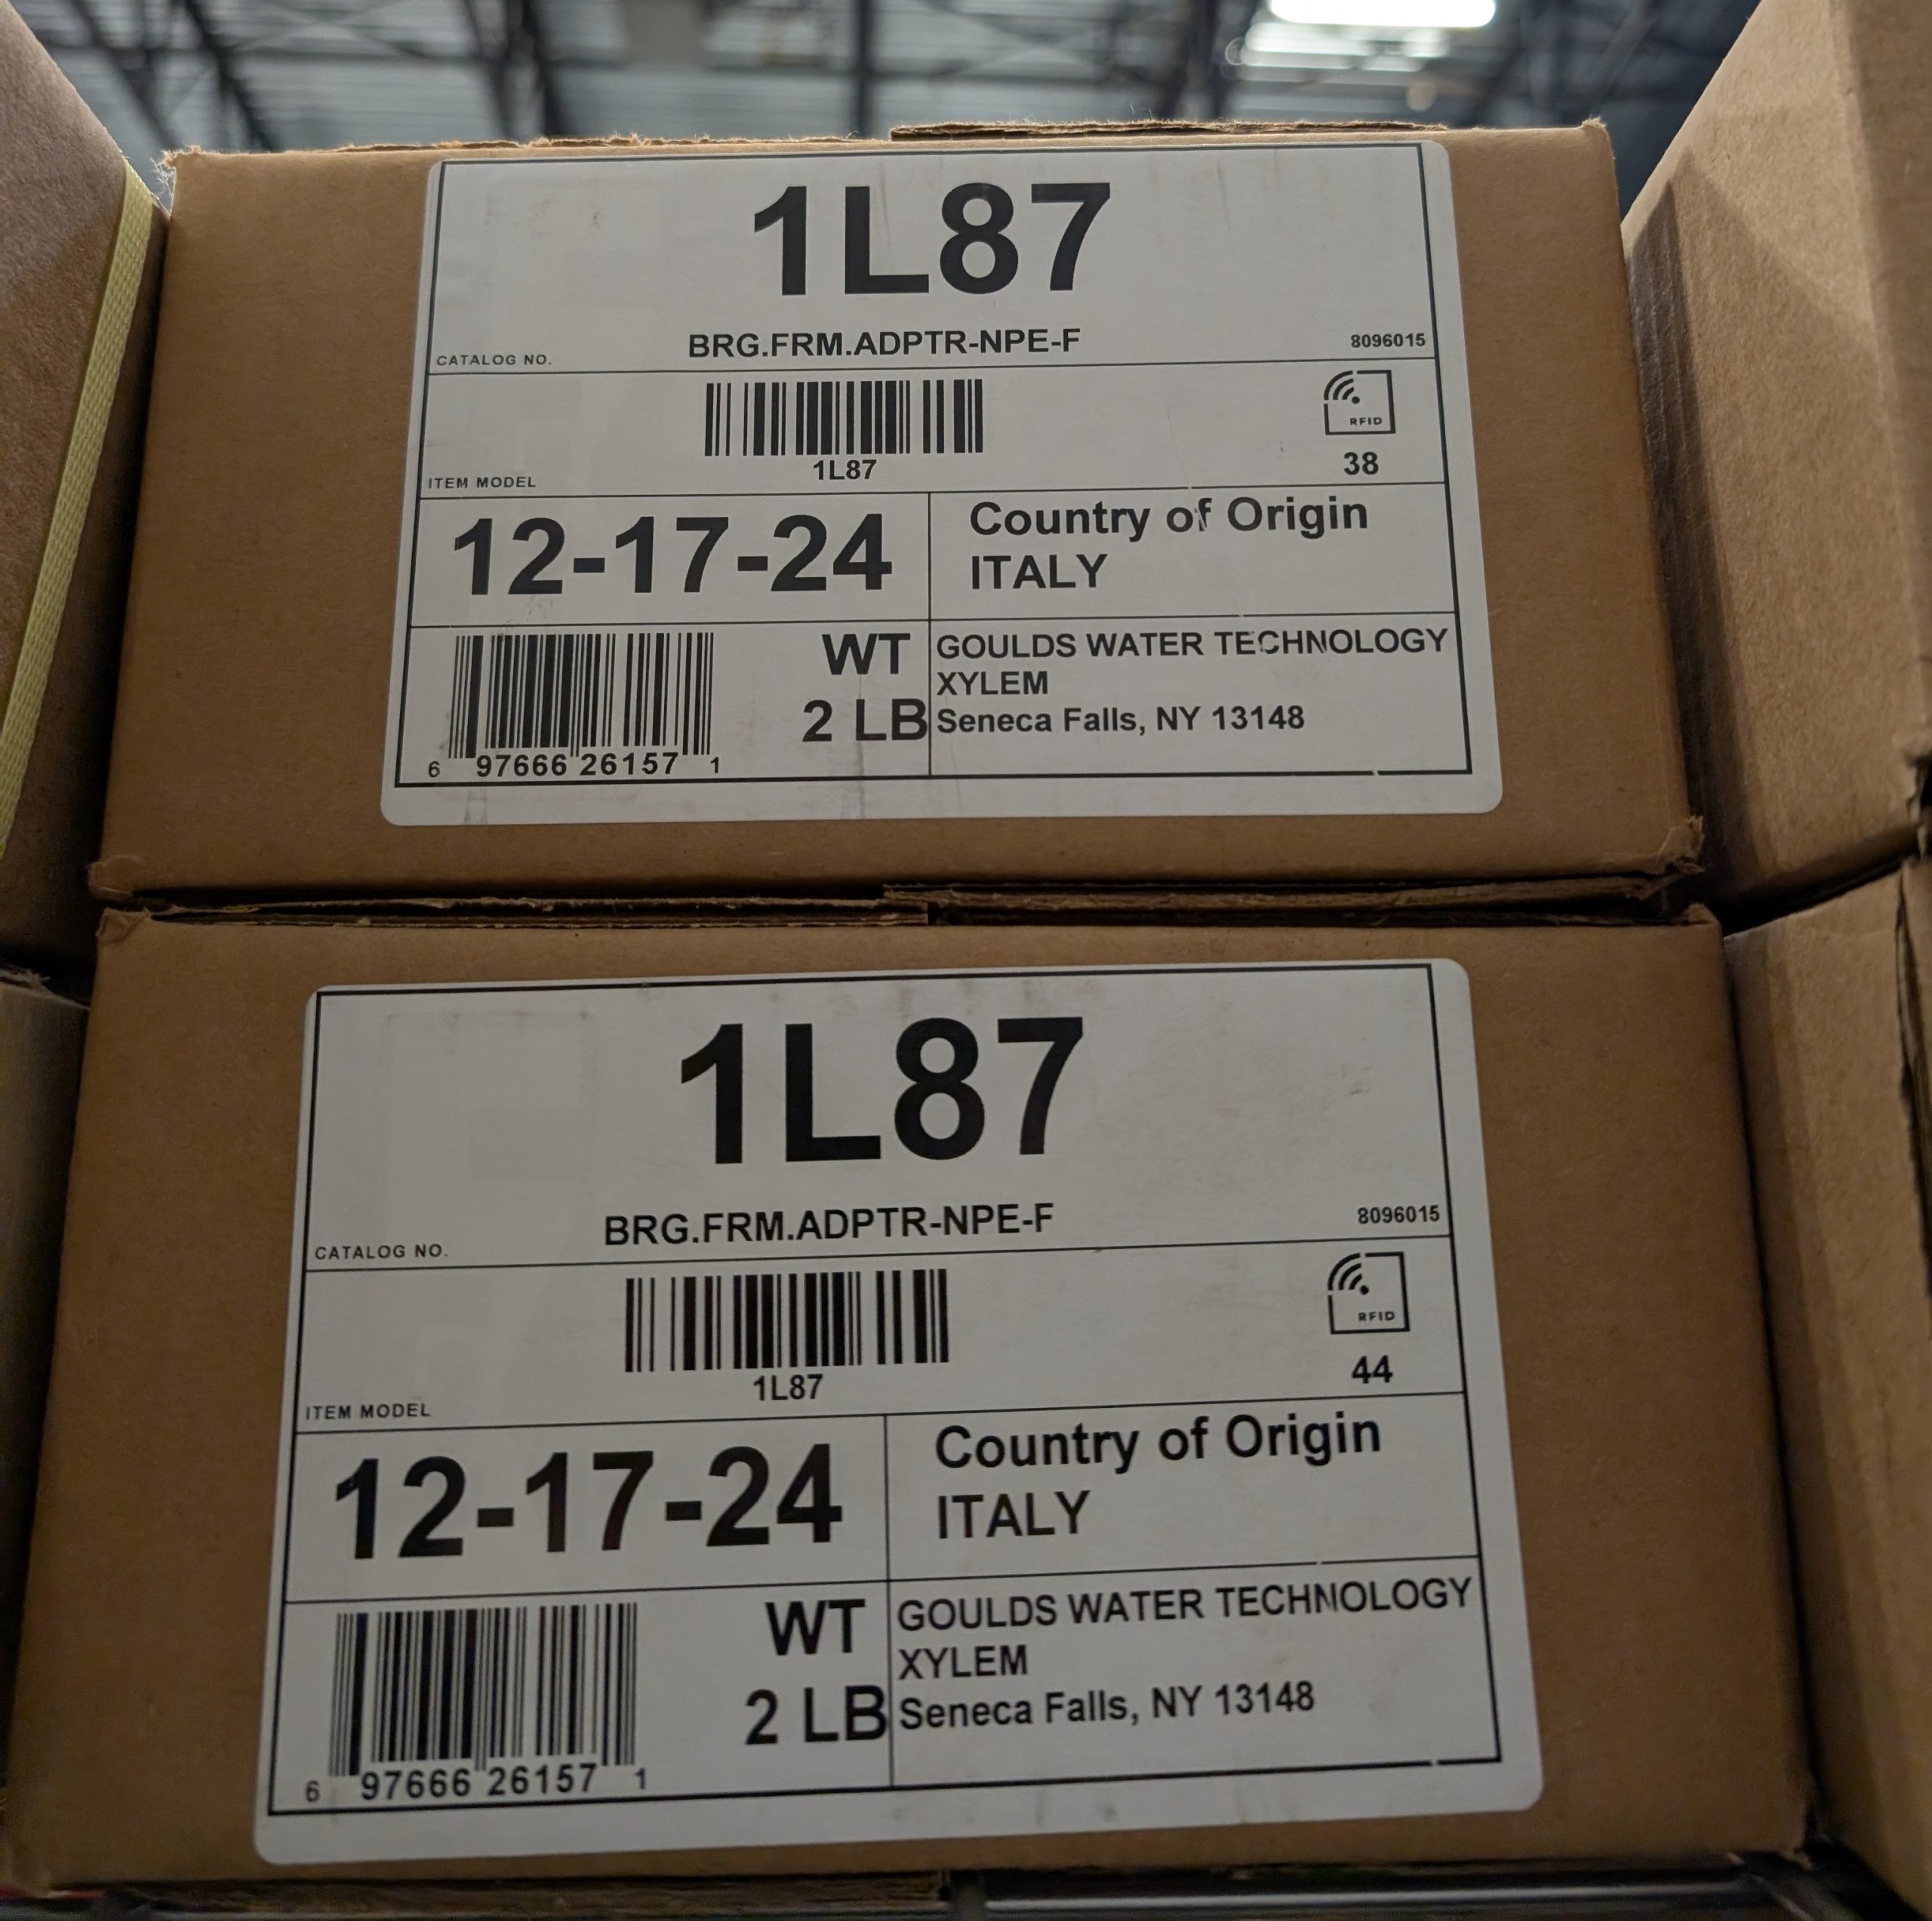 1L87
CATALOG NO. BRG.FRM.ADPTR-NPE-F 8096015
RFID
1L87
38
ITEM MODEL
12-17-24
Country of Origin
ITALY
WT
2 LB
GOULDS WATER TECHNOLOGY
XYLEM
Seneca Falls, NY 13148
6 97666 26157 1
1L87
CATALOG NO. BRG.FRM.ADPTR-NPE-F 8096015
RFID
1L87
44
ITEM MODEL
12-17-24
Country of Origin
ITALY
WT
2 LB
GOULDS WATER TECHNOLOGY
XYLEM
Seneca Falls, NY 13148
6 97666 26157 1